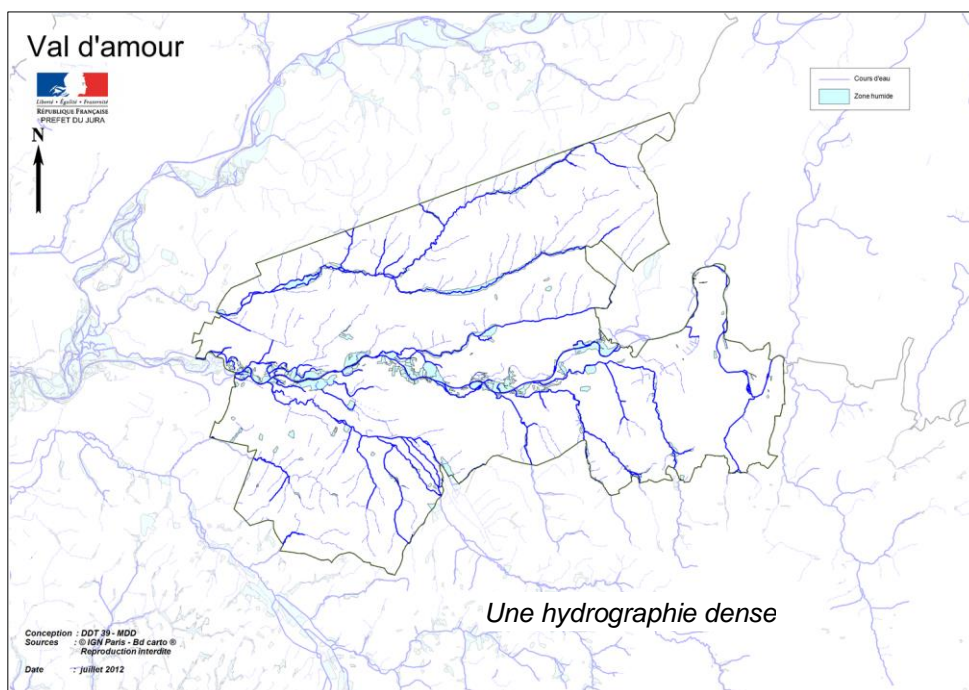 Val d'amour
Liberté • Égalité • Fraternité
RÉPUBLIQUE FRANÇAISE
PREFET DU JURA
N
Cours d'eau
Zone humide
Une hydrographie dense
Conception : DDT 39 - MDD
Sources : © IGN Paris - Bd carto ®
Reproduction interdite
Date : juillet 2012